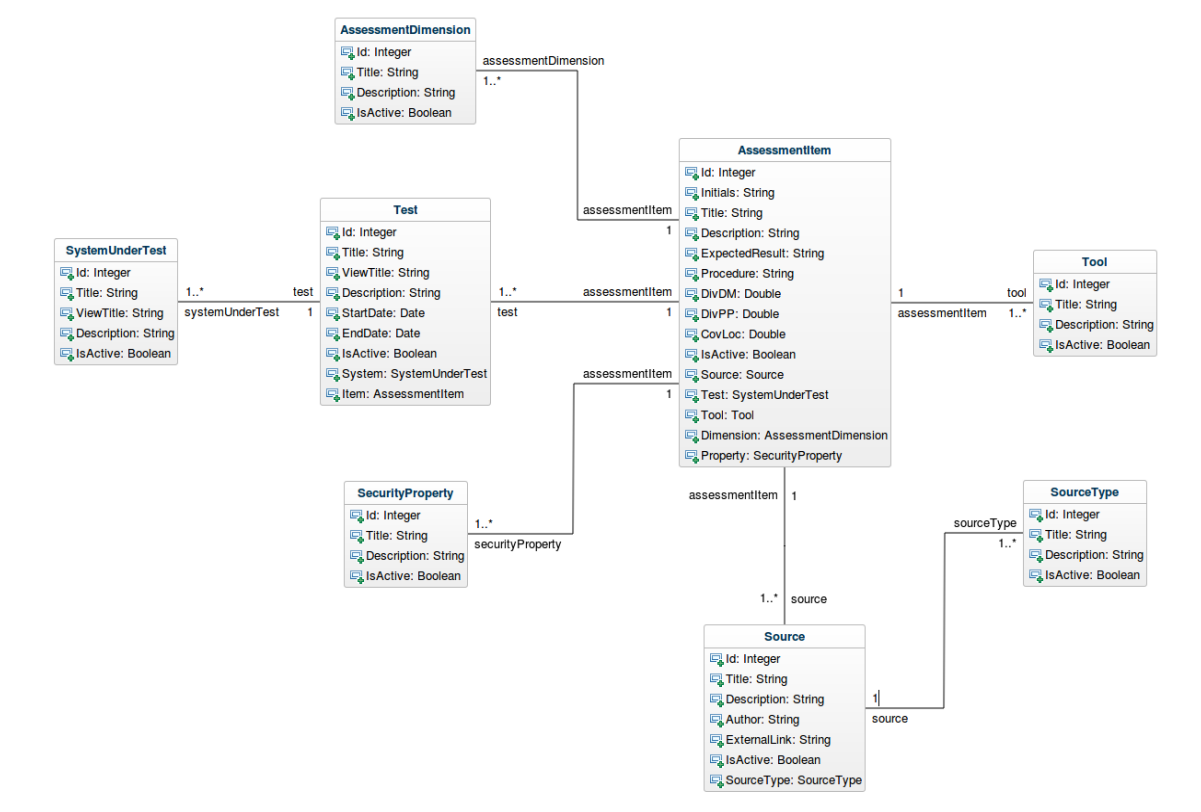 AssessmentDimension
Id: Integer
Title: String
Description: String
IsActive: Boolean
assessmentDimension
1..*
assessmentItem
1
AssessmentItem
Id: Integer
Initials: String
Title: String
Description: String
ExpectedResult: String
Procedure: String
DivDM: Double
DivPP: Double
CovLoc: Double
IsActive: Boolean
Source: Source
Test: SystemUnderTest
Tool: Tool
Dimension: AssessmentDimension
Property: SecurityProperty
Test
Id: Integer
Title: String
ViewTitle: String
Description: String
StartDate: Date
EndDate: Date
IsActive: Boolean
System: SystemUnderTest
Item: AssessmentItem
SystemUnderTest
Id: Integer
Title: String
ViewTitle: String
Description: String
IsActive: Boolean
1..*
systemUnderTest
test
1
1..*
test
assessmentItem
1
1
assessmentItem
tool
1..*
Tool
Id: Integer
Title: String
Description: String
IsActive: Boolean
assessmentItem
1
SecurityProperty
Id: Integer
Title: String
Description: String
IsActive: Boolean
1..*
securityProperty
assessmentItem
1
1..*
source
SourceType
Id: Integer
Title: String
Description: String
IsActive: Boolean
sourceType
1..*
Source
Id: Integer
Title: String
Description: String
Author: String
ExternalLink: String
IsActive: Boolean
SourceType: SourceType
1
source